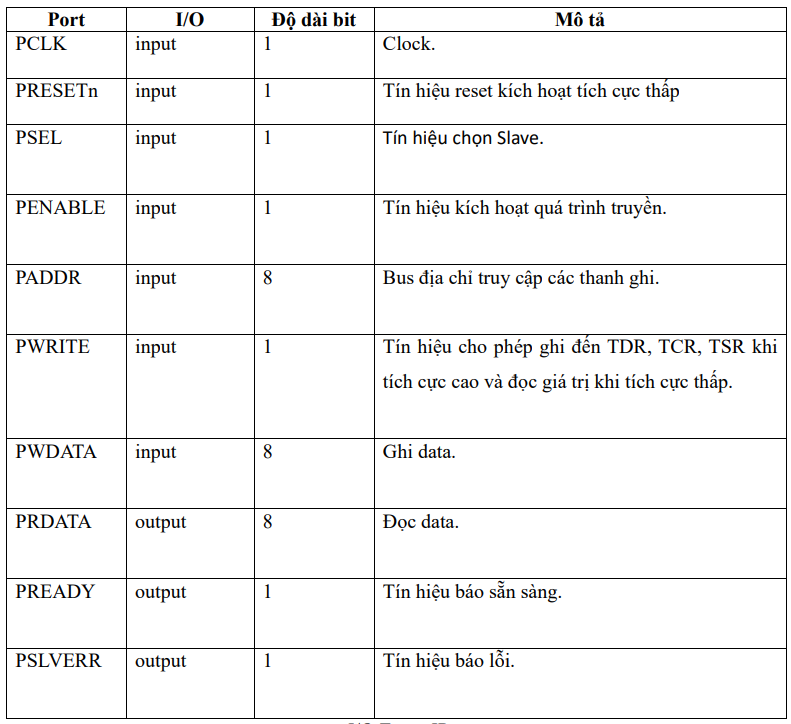 Port I/O Độ dài bit Mô tả
PCLK input 1 Clock.
PRESETn input 1 Tín hiệu reset kích hoạt tích cực thấp
PSEL input 1 Tín hiệu chọn Slave.
PENABLE input 1 Tín hiệu kích hoạt quá trình truyền.
PADDR input 8 Bus địa chỉ truy cập các thanh ghi.
PWRITE input 1 Tín hiệu cho phép ghi đến TDR, TCR, TSR khi
tích cực cao và đọc giá trị khi tích cực thấp.
PWDATA input 8 Ghi data.
PRDATA output 8 Đọc data.
PREADY output 1 Tín hiệu báo sẵn sàng.
PSLVERR output 1 Tín hiệu báo lỗi.